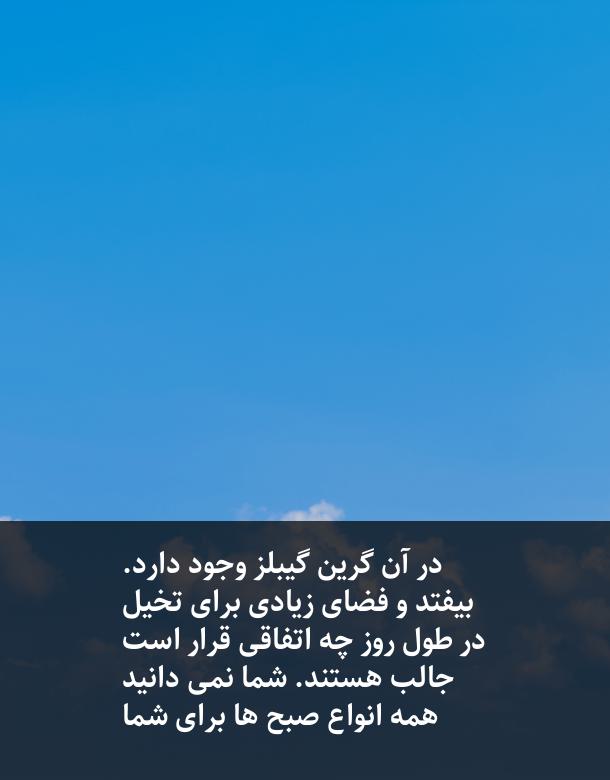 در آن گرین گیبلز وجود دارد.
بیفتد و فضای زیادی برای تخیل
در طول روز چه اتفاقی قرار است
جالب هستند. شما نمی دانید
همه انواع صبح ها برای شما